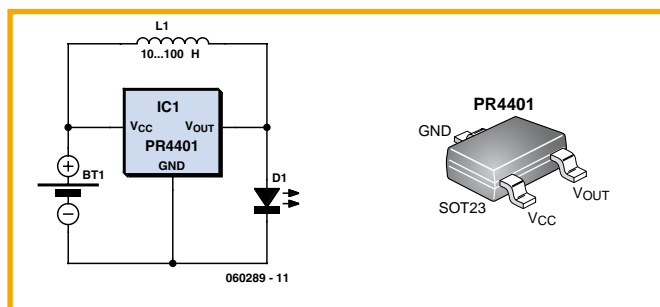 L1
10...100 H
IC1
VCC VOUT
PR4401
GND
BT1
D1
060289 - 11
PR4401
GND
SOT23
VCC
VOUT